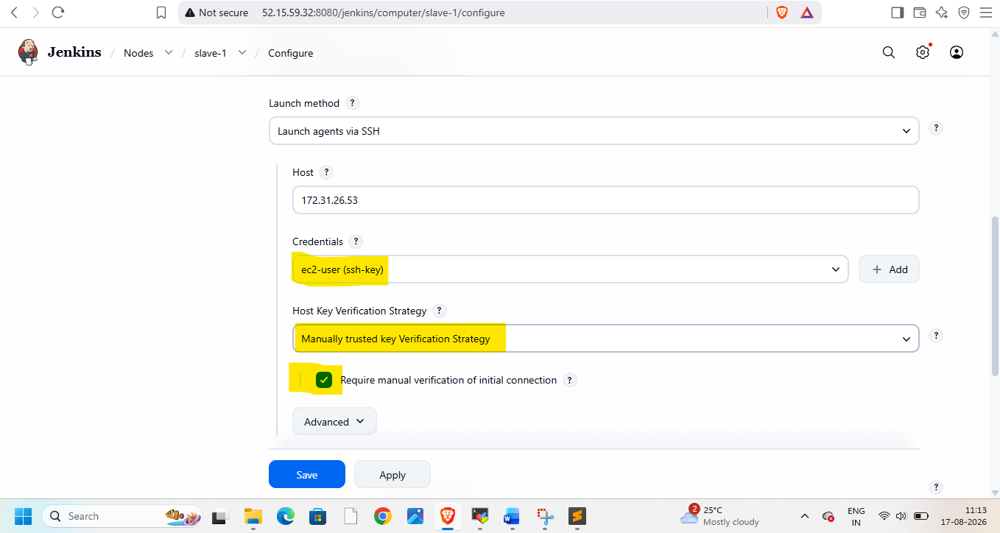 Not secure 52.15.59.32:8080/jenkins/computer/slave-1/configure
Jenkins / Nodes / slave-1 / Configure
Launch method ?
Launch agents via SSH ?
Host ?
172.31.26.53
Credentials ?
ec2-user (ssh-key) + Add
Host Key Verification Strategy ?
Manually trusted key Verification Strategy ?
Require manual verification of initial connection ?
Advanced
Save Apply
?
Search 2 25°C ENG 11:13
Mostly cloudy IN 17-08-2026